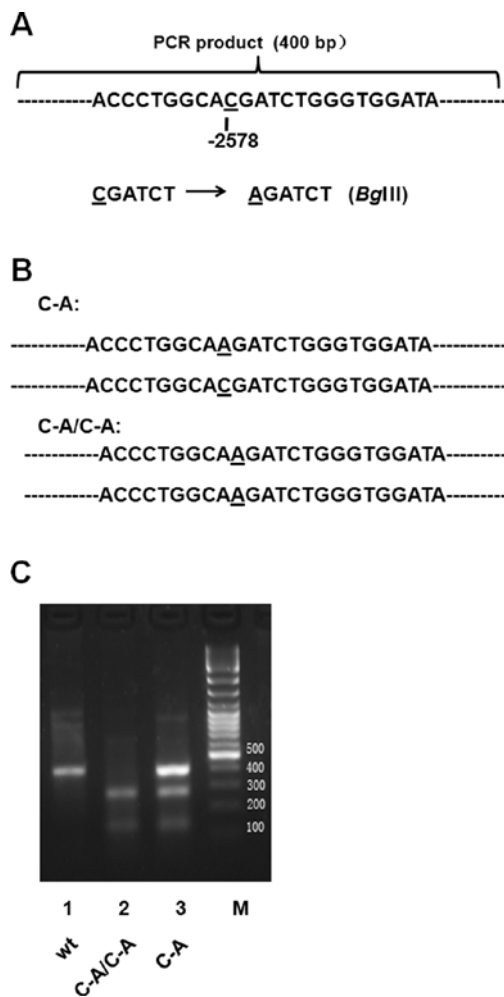 A
PCR product (400 bp)
-----------ACCCTGGCACGATCTGGGTGGATA---------
-2578
CGATCT → AGATCT (BglII)
B
C-A:
-----------ACCCTGGCAAGATCTGGGTGGATA----------
-----------ACCCTGGCACGATCTGGGTGGATA----------
C-A/C-A:
-----------ACCCTGGCAAGATCTGGGTGGATA---------
-----------ACCCTGGCAAGATCTGGGTGGATA---------
C
500
400
300
200
100
1 2 3 M
wt C-A/C-A C-A